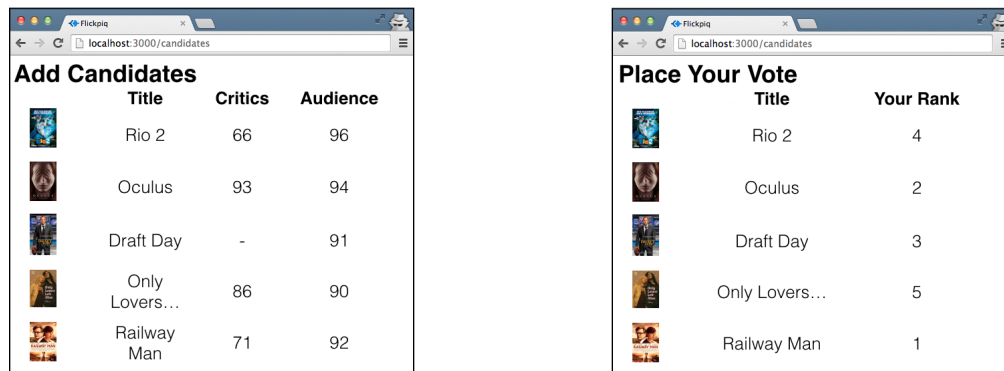 Flickpiq
localhost:3000/candidates
Add Candidates
Title Critics Audience
Rio 2 66 96
Oculus 93 94
Draft Day - 91
Only
Lovers… 86 90
Railway
Man 71 92
Flickpiq
localhost:3000/candidates
Place Your Vote
Title Your Rank
Rio 2 4
Oculus 2
Draft Day 3
Only Lovers… 5
Railway Man 1